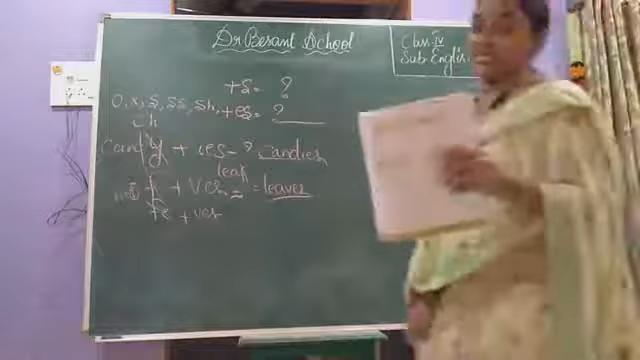 Dr Besant School
Class IV
Sub English
+s = ?
O, x, s, ss, sh, +es = ?
ch
Candy + ies = ? Candies
leaf
f + ves = leaves
fe + ves